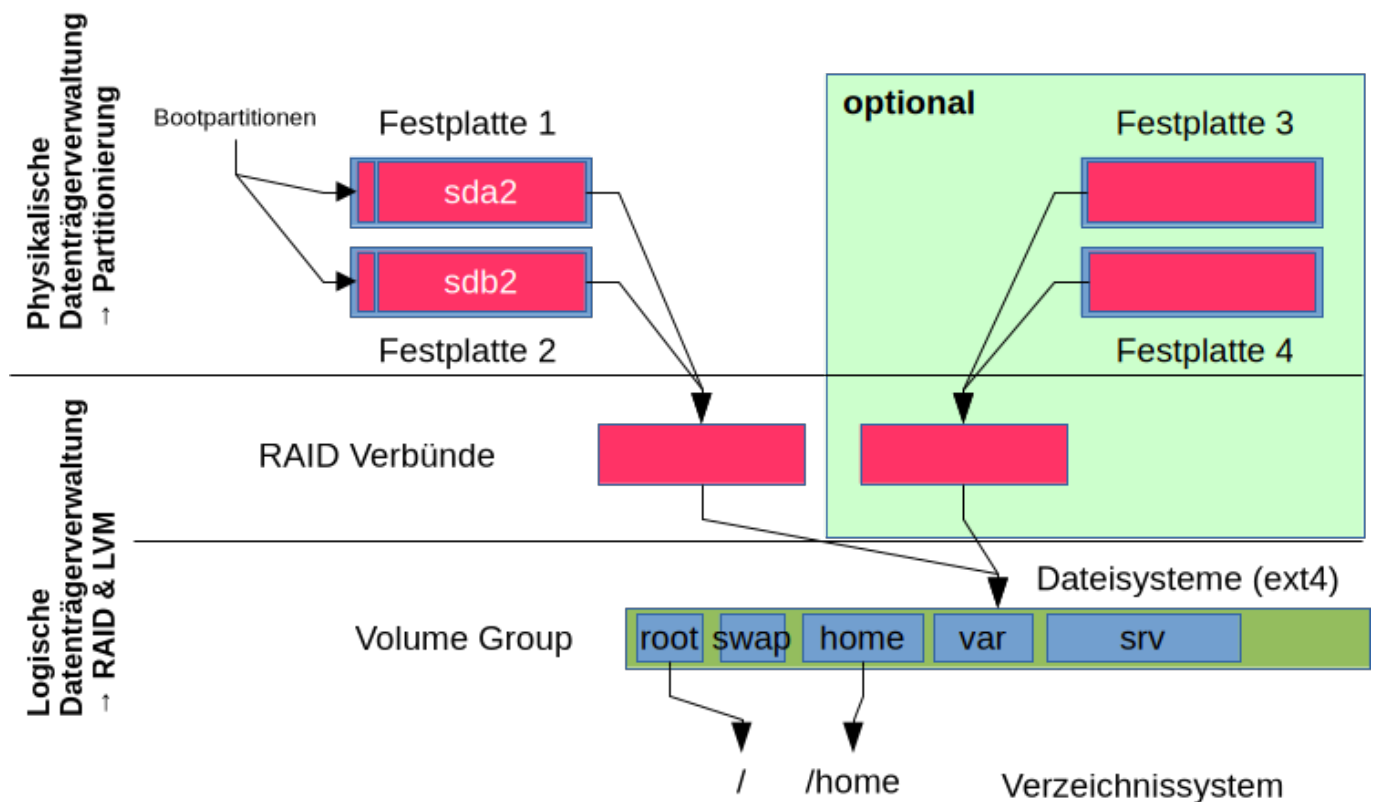 Physikalische
Datenträgerverwaltung
→ Partitionierung
Bootpartitionen
Festplatte 1
sda2
sdb2
Festplatte 2
optional
Festplatte 3
Festplatte 4
Logische
Datenträgerverwaltung
→ RAID & LVM
RAID Verbünde
Dateisysteme (ext4)
Volume Group
root
swap
home
var
srv
/
/home
Verzeichnissystem